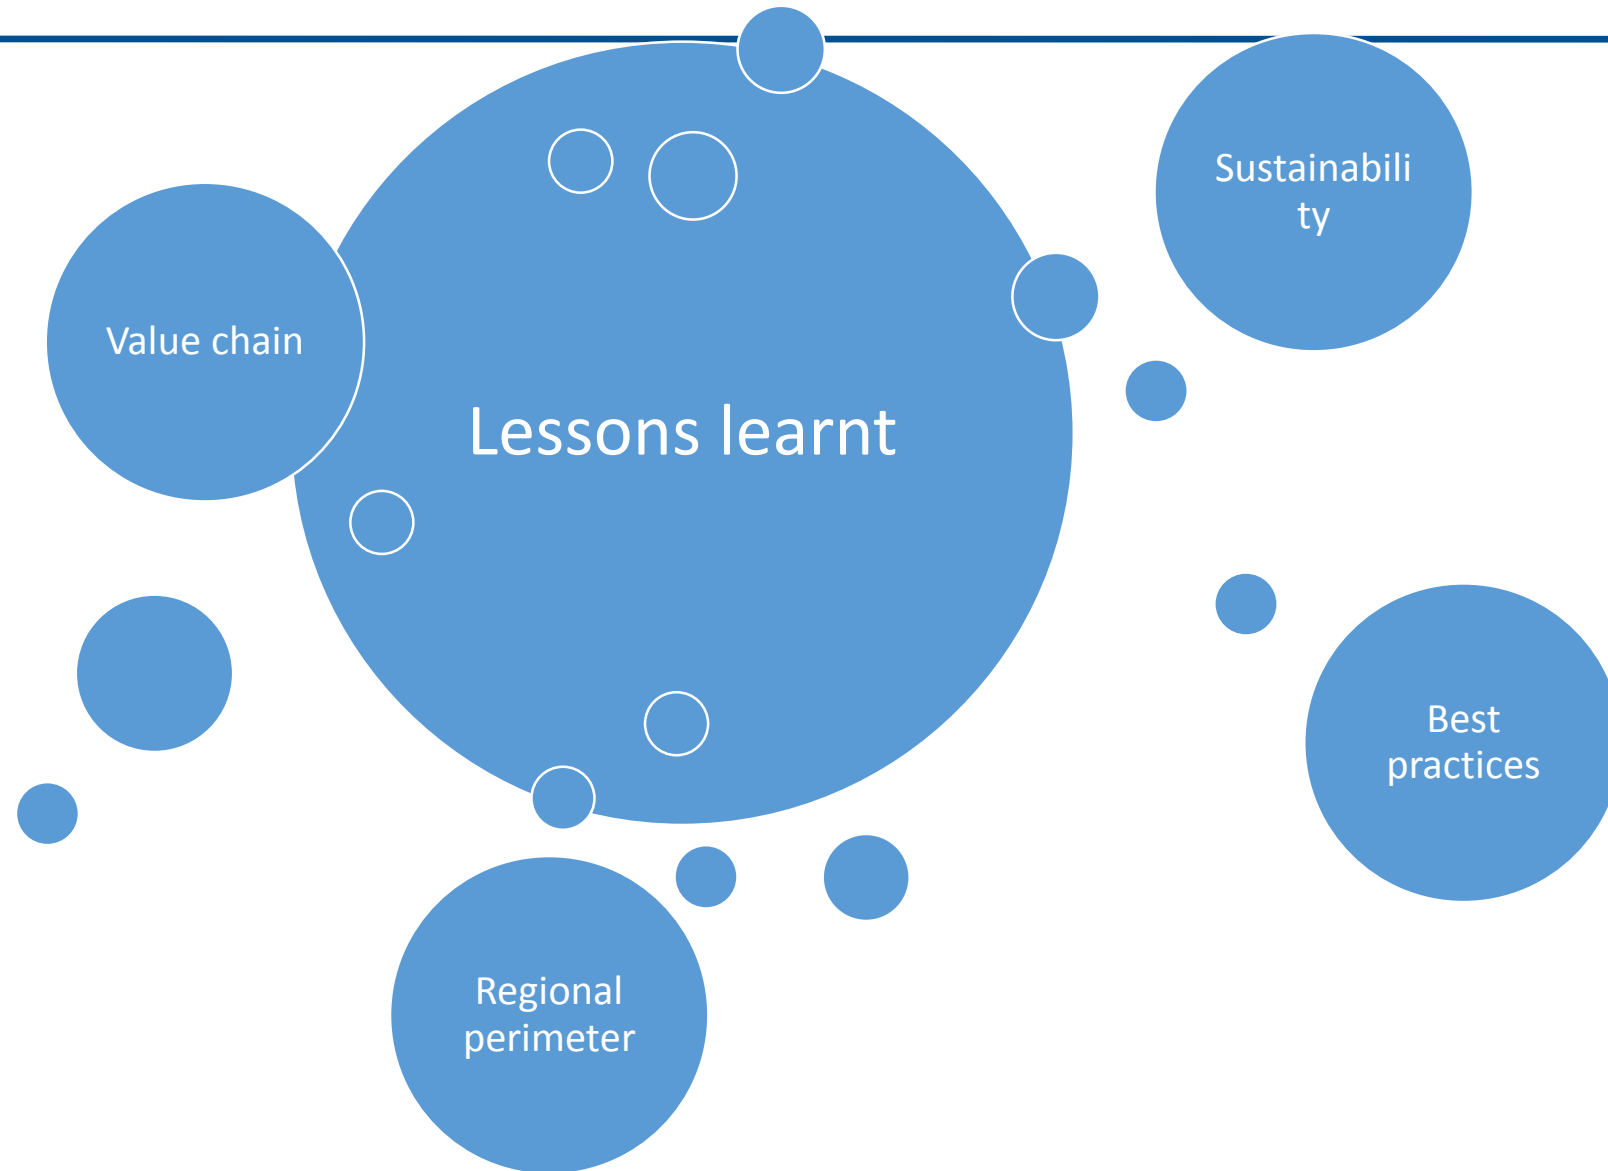 Sustainabili
ty
Value chain
Lessons learnt
Best
practices
Regional
perimeter